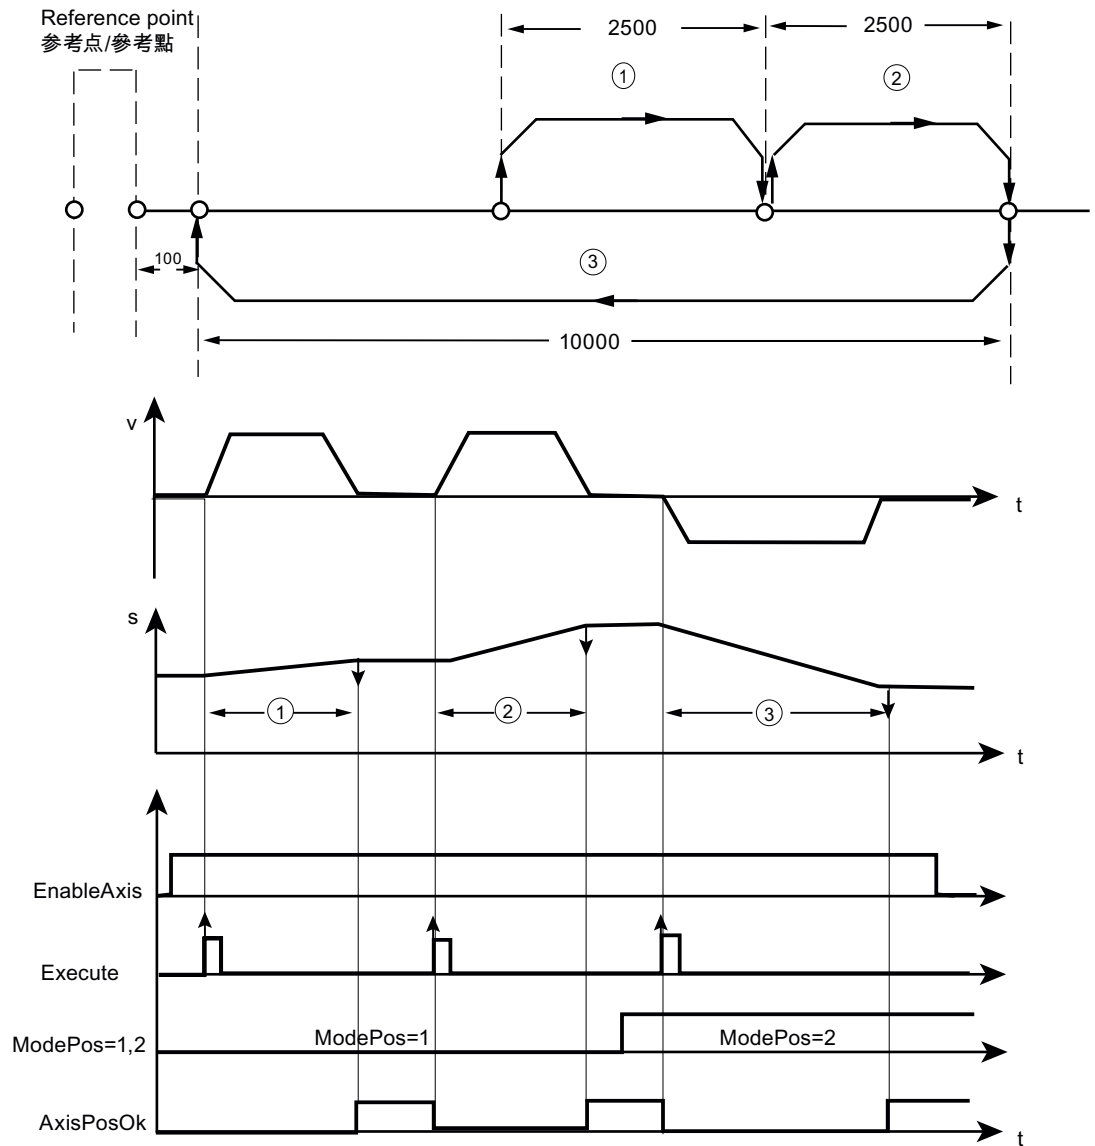 Reference point
参考点/參考點
2500
2500
①
②
100
③
10000
v
t
s
①
②
③
t
EnableAxis
Execute
ModePos=1,2
ModePos=1
ModePos=2
AxisPosOk
t